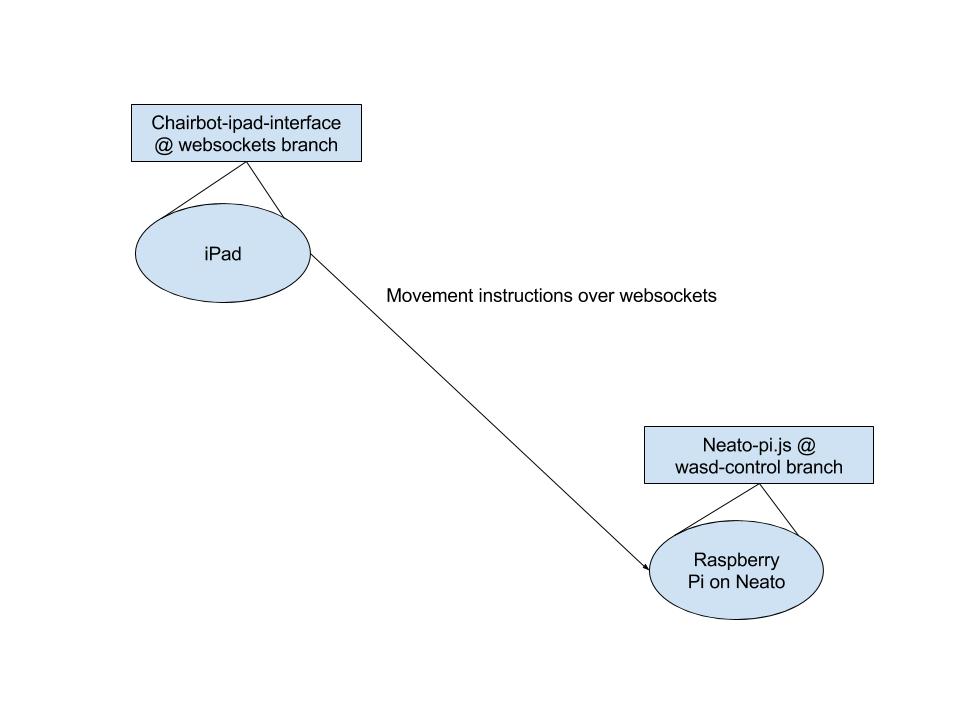 Chairbot-ipad-interface
@ websockets branch
iPad
Movement instructions over websockets
Neato-pi.js @
wasd-control branch
Raspberry
Pi on Neato